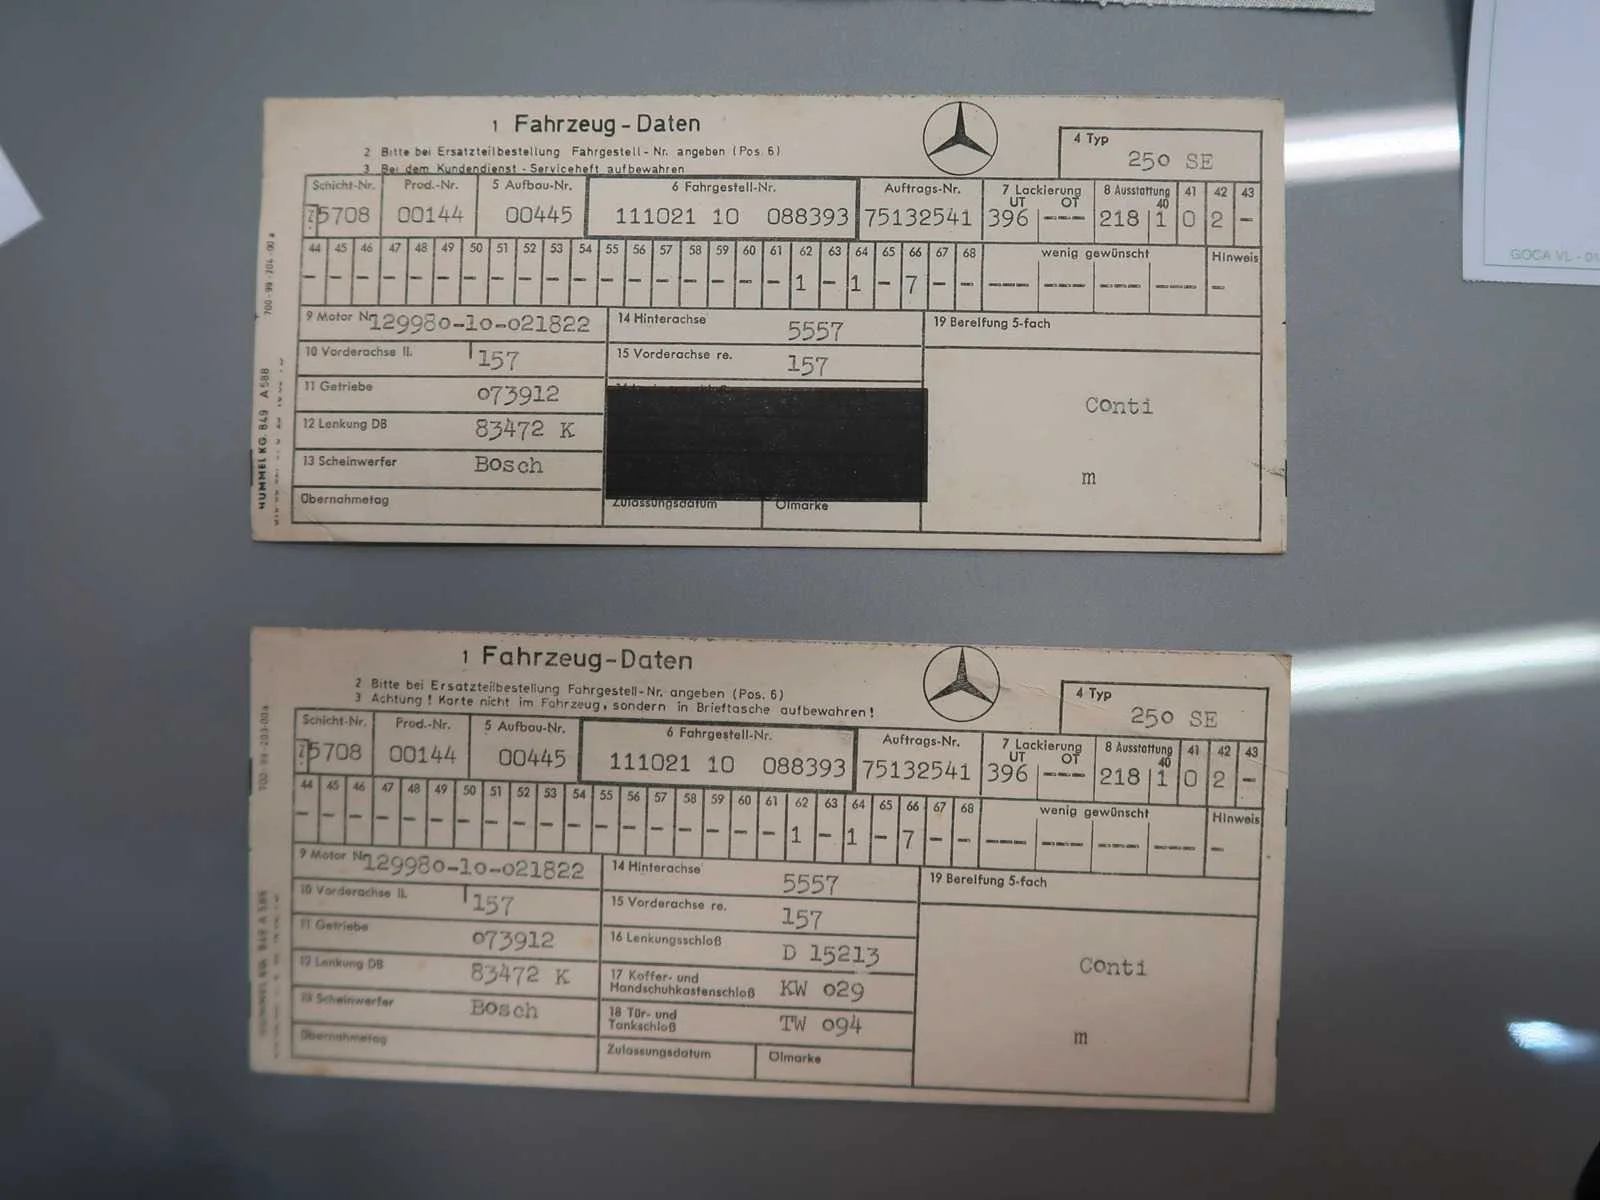 1 Fahrzeug-Daten
2 Bitte bei Ersatzteilbestellung Fahrgestell-Nr. angeben (Pos. 6)
3 Bei dem Kundendienst-Serviceheft aufbewahren
4 Typ
250 SE
Schicht-Nr. Prod.-Nr. 5 Aufbau-Nr. 6 Fahrgestell-Nr. Auftrags-Nr. 7 Lackierung 8 Ausstattung 41 42 43
UT OT 40
Z 5708 00144 00445 111021 10 088393 75132541 396 --- 218 1 0 2 -
44 45 46 47 48 49 50 51 52 53 54 55 56 57 58 59 60 61 62 63 64 65 66 67 68 wenig gewünscht Hinweis
- - - - - - - - - - - - - - - - - - 1 - 1 - 7 - - --- --- --- --- -
9 Motor Nr 129980-10-021822 14 Hinterachse 5557 19 Bereifung 5-fach
10 Vorderachse li. 157 15 Vorderachse re. 157
11 Getriebe 073912
Conti
12 Lenkung DB 83472 K
13 Scheinwerfer Bosch
m
Übernahmetag Zulassungsdatum Ölmarke
700-99-204-00 a
HUMMEL KG. 849 A 588
1 Fahrzeug-Daten
2 Bitte bei Ersatzteilbestellung Fahrgestell-Nr. angeben (Pos. 6)
3 Achtung! Karte nicht im Fahrzeug, sondern in Brieftasche aufbewahren!
4 Typ
250 SE
Schicht-Nr. Prod.-Nr. 5 Aufbau-Nr. 6 Fahrgestell-Nr. Auftrags-Nr. 7 Lackierung 8 Ausstattung 41 42 43
UT OT 40
Z 5708 00144 00445 111021 10 088393 75132541 396 --- 218 1 0 2 -
44 45 46 47 48 49 50 51 52 53 54 55 56 57 58 59 60 61 62 63 64 65 66 67 68 wenig gewünscht Hinweis
- - - - - - - - - - - - - - - - - - 1 - 1 - 7 - - --- --- --- --- -
9 Motor Nr 129980-10-021822 14 Hinterachse 5557 19 Bereifung 5-fach
10 Vorderachse li. 157 15 Vorderachse re. 157
11 Getriebe 073912 16 Lenkungsschloß D 15213
Conti
12 Lenkung DB 83472 K 17 Koffer- und Handschuhkastenschloß KW 029
13 Scheinwerfer Bosch 18 Tür- und Tankschloß TW 094
m
Übernahmetag Zulassungsdatum Ölmarke
HUMMEL KG. 849 A 588
GOCA VL